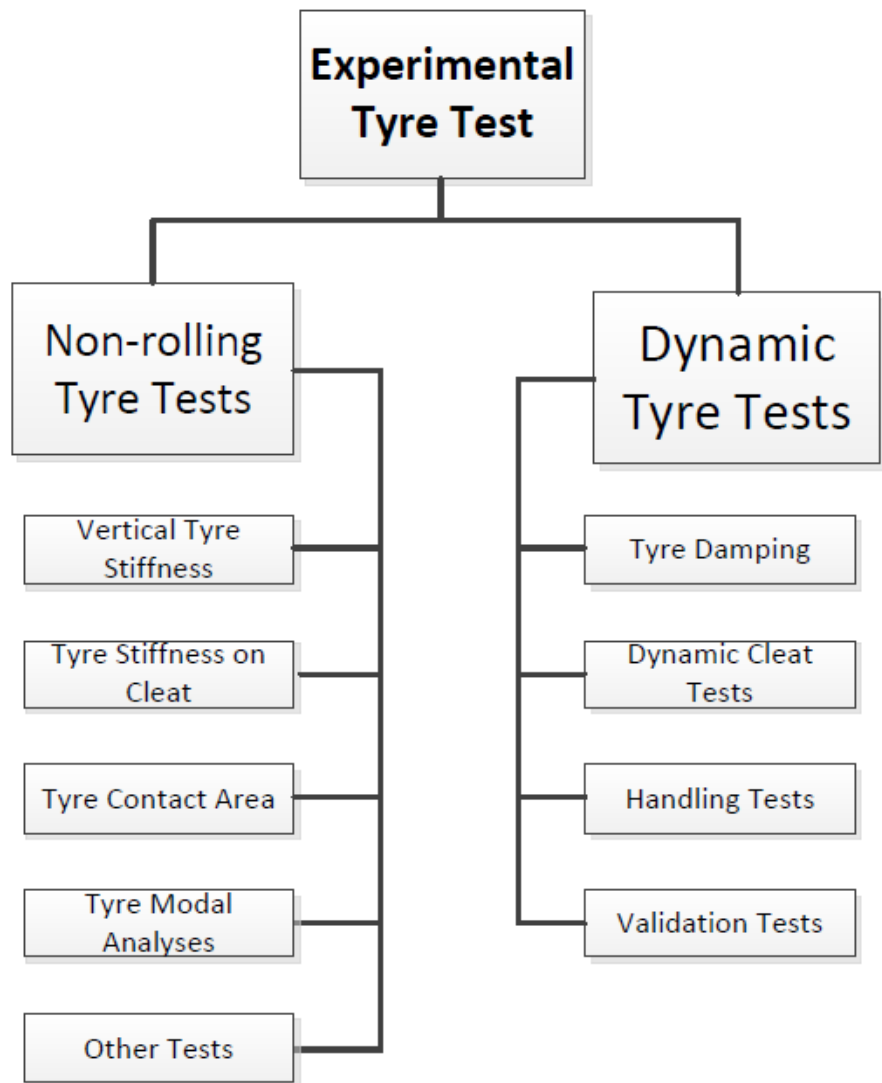 Experimental
Tyre Test
Non-rolling
Tyre Tests
Vertical Tyre
Stiffness
Tyre Stiffness on
Cleat
Tyre Contact Area
Tyre Modal
Analyses
Other Tests
Dynamic
Tyre Tests
Tyre Damping
Dynamic Cleat
Tests
Handling Tests
Validation Tests